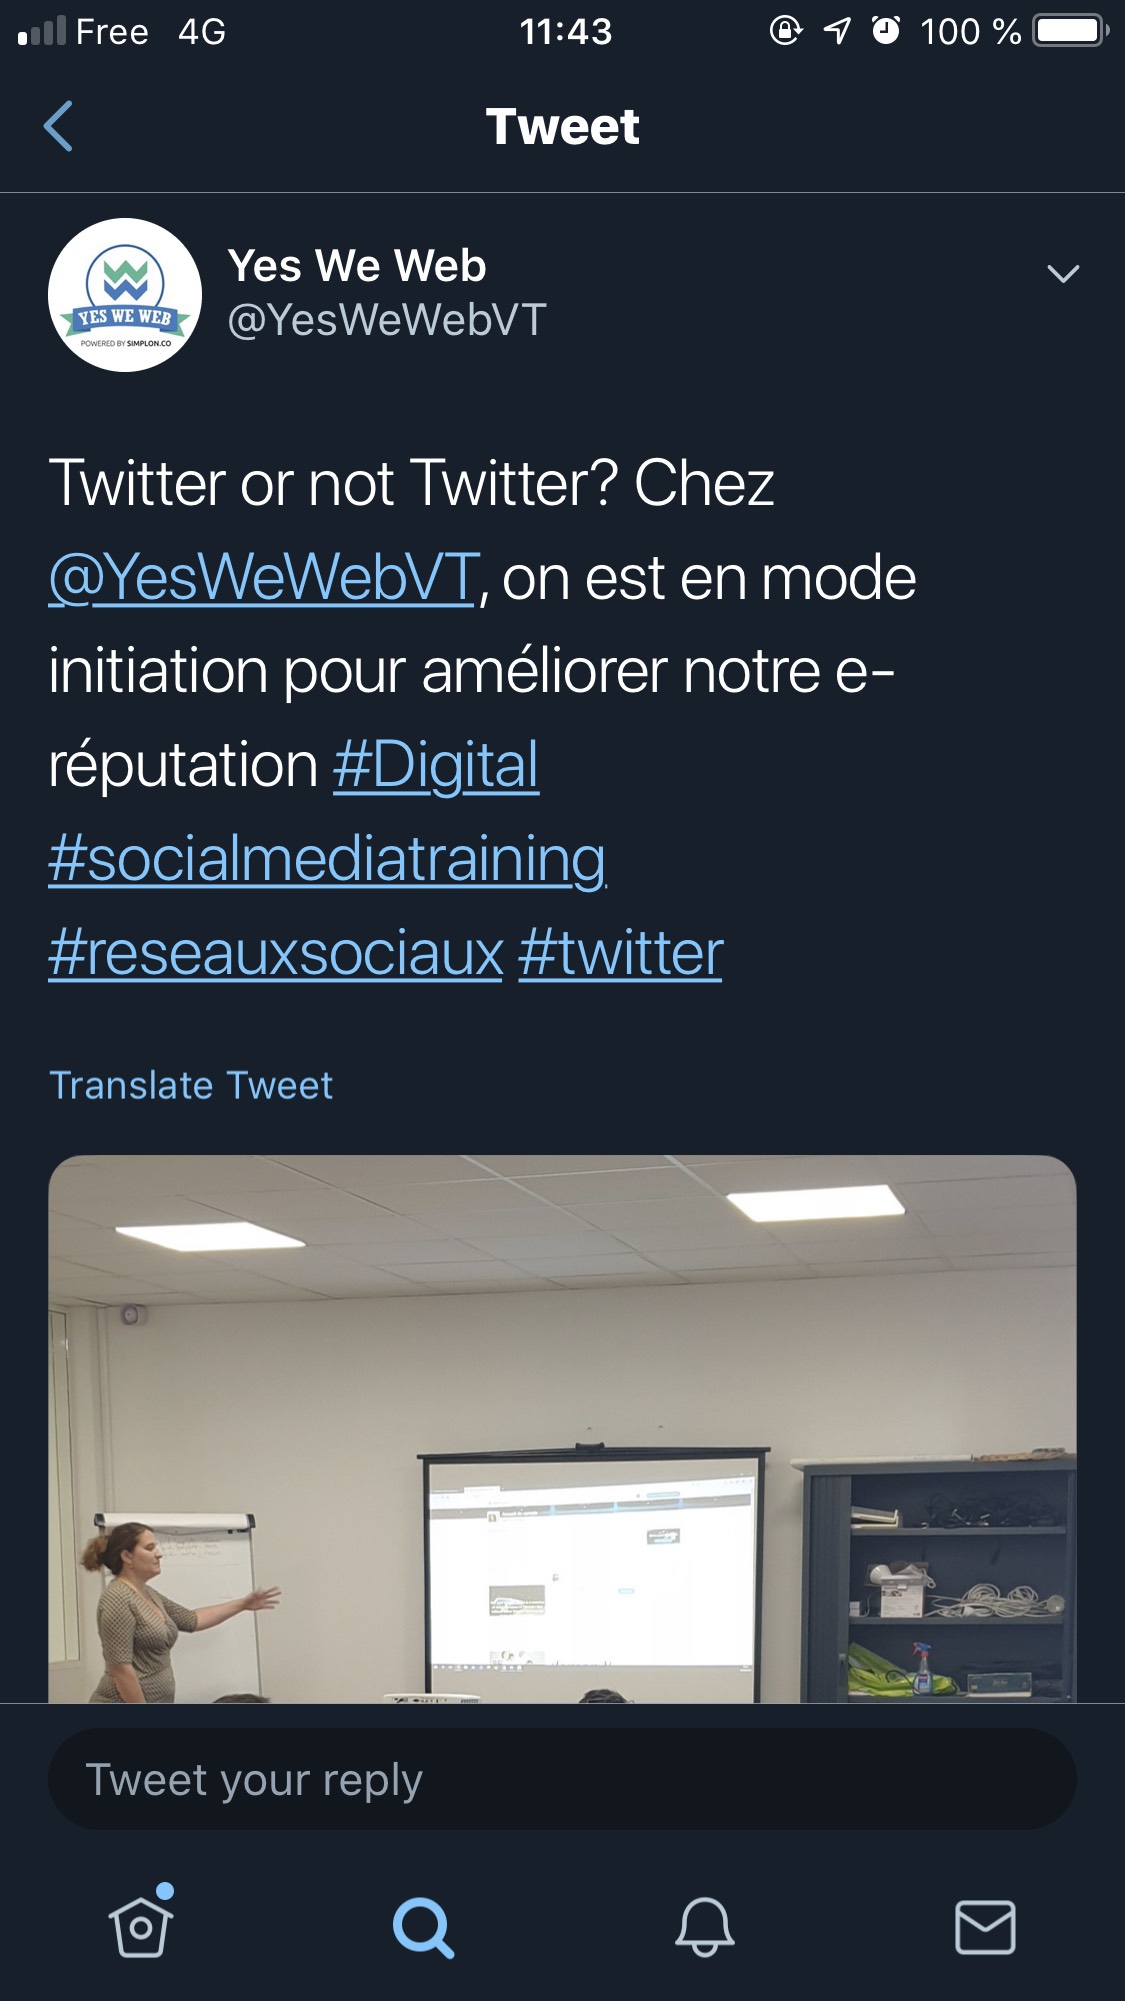 Free 4G 11:43 100 %
Tweet
YES WE WEB
POWERED BY SIMPLON.CO
Yes We Web
@YesWeWebVT
Twitter or not Twitter? Chez
@YesWeWebVT, on est en mode
initiation pour améliorer notre e-
réputation #Digital
#socialmediatraining
#reseauxsociaux #twitter
Translate Tweet
Tweet your reply